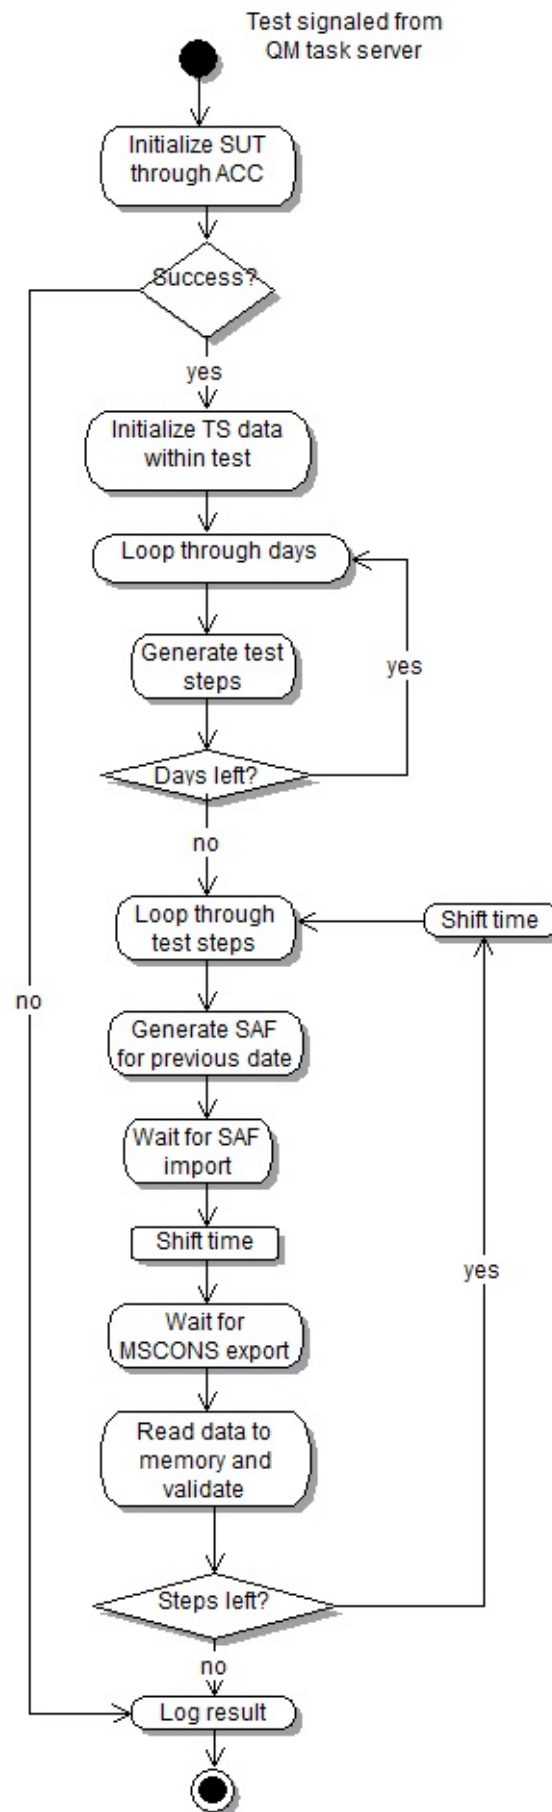 Test signaled from
QM task server
Initialize SUT
through ACC
Success?
yes
Initialize TS data
within test
Loop through days
Generate test
steps
yes
Days left?
no
Loop through
test steps
Shift time
no
Generate SAF
for previous date
Wait for SAF
import
Shift time
yes
Wait for
MSCONS export
Read data to
memory and
validate
Steps left?
no
Log result